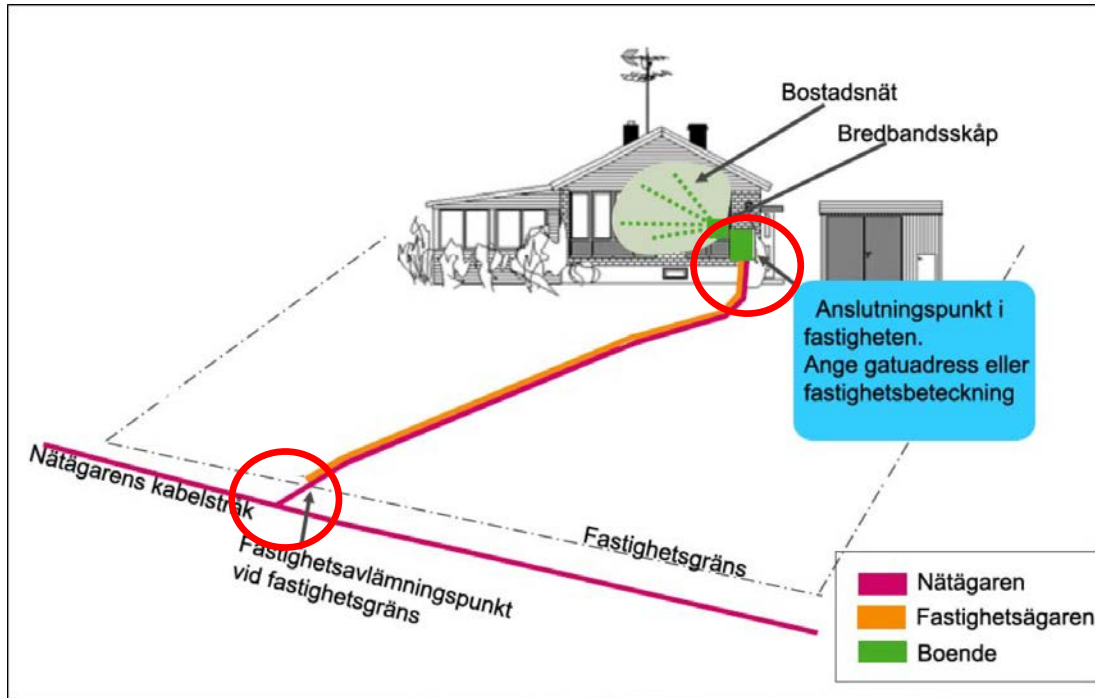 Bostadsnät
Bredbandsskåp
Anslutningspunkt i
fastigheten.
Ange gatuadress eller
fastighetsbeteckning
Nätägarens kabelstråk
Fastighetsavlämningspunkt
vid fastighetsgräns
Fastighetsgräns
Nätägaren
Fastighetsägaren
Boende